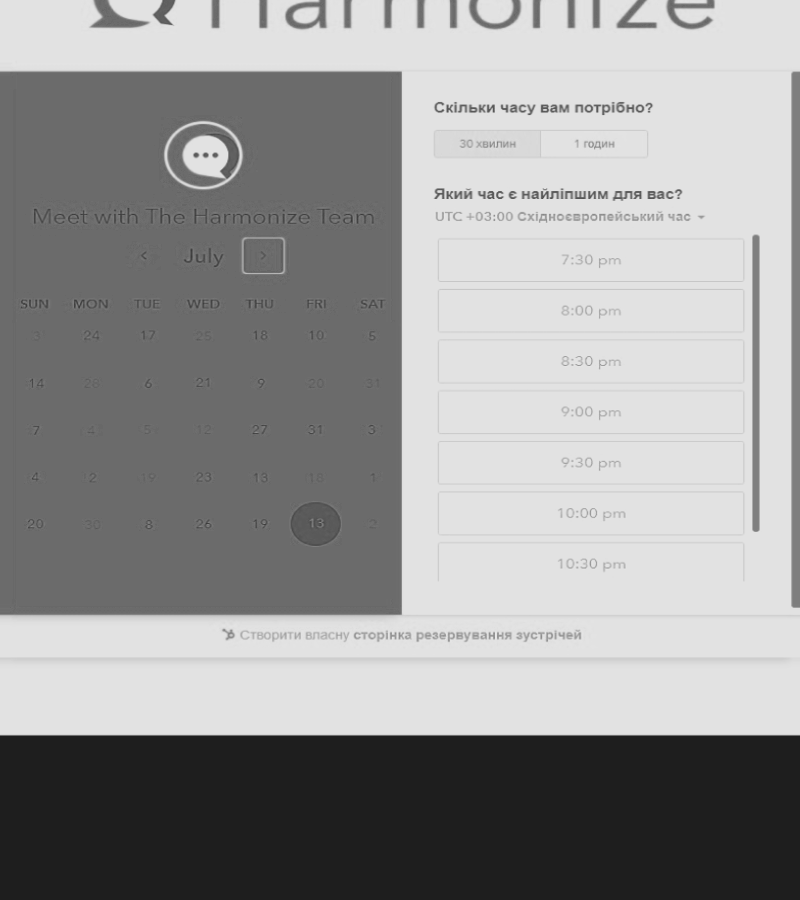 Harmonize
Meet with The Harmonize Team
< July >
SUN MON TUE WED THU FRI SAT
3 24 17 25 18 10 5
14 26 6 21 9 20 31
7 4 5 12 27 31 3
4 2 19 23 13 18 1
20 30 8 26 19 13 2
Скільки часу вам потрібно?
30 хвилин 1 годин
Який час є найліпшим для вас?
UTC +03:00 Східноєвропейський час
7:30 pm
8:00 pm
8:30 pm
9:00 pm
9:30 pm
10:00 pm
10:30 pm
Створити власну сторінка резервування зустрічей